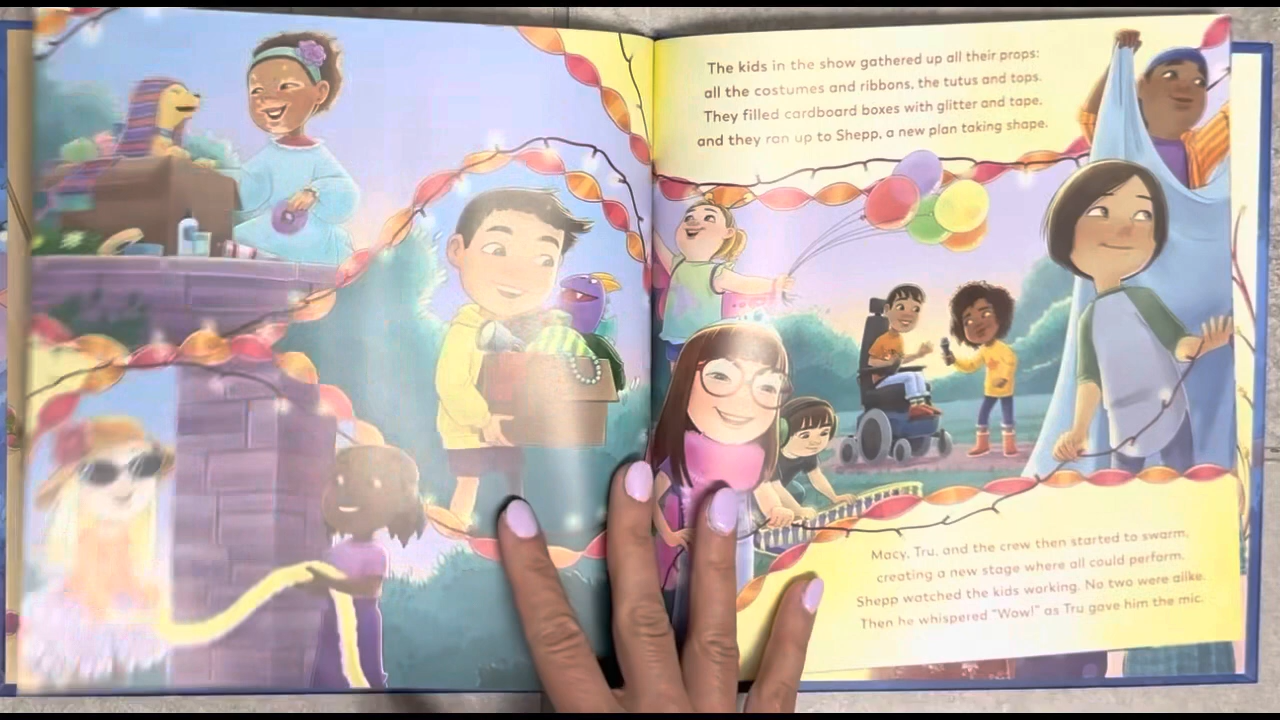 The kids in the show gathered up all their props:
all the costumes and ribbons, the tutus and tops.
They filled cardboard boxes with glitter and tape,
and they ran up to Shepp, a new plan taking shape.
Macy, Tru, and the crew then started to swarm,
creating a new stage where all could perform.
Shepp watched the kids working. No two were alike.
Then he whispered "Wow!" as Tru gave him the mic.